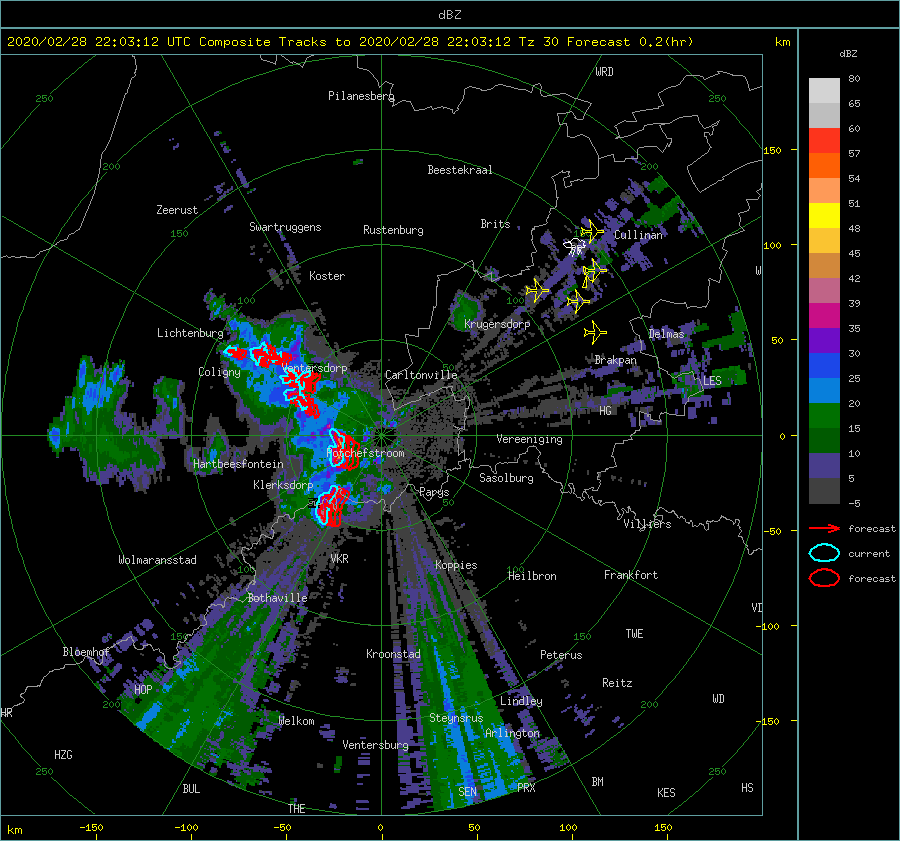 dBZ
2020/02/28 22:03:12 UTC Composite Tracks to 2020/02/28 22:03:12 Tz 30 Forecast 0.2(hr)
km
dBZ
WRD
80
250
Pilanesberg
250
65
60
150
57
200
Beestekraal
200
54
Zeerust
51
Swartruggens
Rustenburg
Brits
150
Cullinan
48
100
45
Koster
42
100
100
39
Lichtenburg
Krugersdorp
Delmas
36
50
33
Coligny
Ventersdorp
Carltonville
Brakpan
LES
30
25
HG
20
0
Vereeniging
15
Potchefstroom
Hartbeesfontein
10
Klerksdorp
Parys
Sasolburg
5
50
-5
Villiers
-50
forecast
Wolmaransstad
VKR
Koppies
current
100
100
Heilbron
Frankfort
forecast
Bothaville
VD
-100
150
150
TWE
Bloemhof
Kroonstad
Peterus
HOP
Reitz
200
Lindley
200
WD
HR
Welkom
Steynsrus
-150
Arlington
HZG
Ventersburg
250
250
BUL
SEN
PRX
BM
KES
HS
THE
km
-150
-100
-50
0
50
100
150